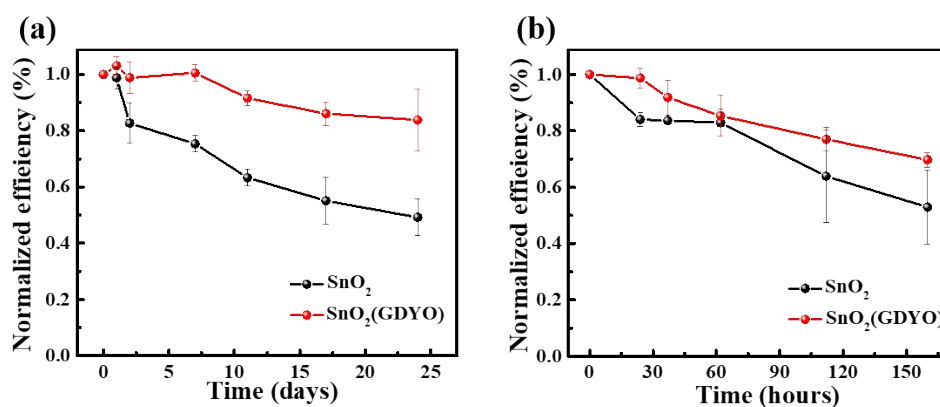 (a)
Normalized effieiency (%)
1.0
0.8
0.6
0.4
0.2
0.0
SnO₂
SnO₂(GDYO)
0 5 10 15 20 25
Time (days)
(b)
Normalized effieiency (%)
1.0
0.8
0.6
0.4
0.2
0.0
SnO₂
SnO₂(GDYO)
0 30 60 90 120 150
Time (hours)